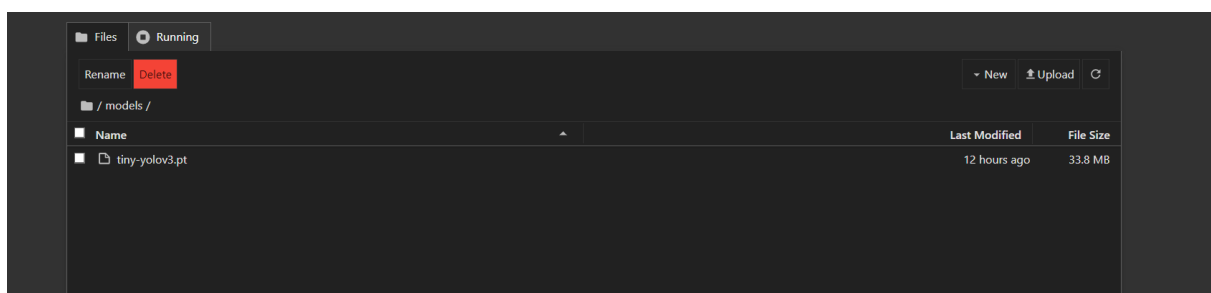 Files Running
Rename Delete New Upload
/ models /
Name Last Modified File Size
tiny-yolov3.pt 12 hours ago 33.8 MB